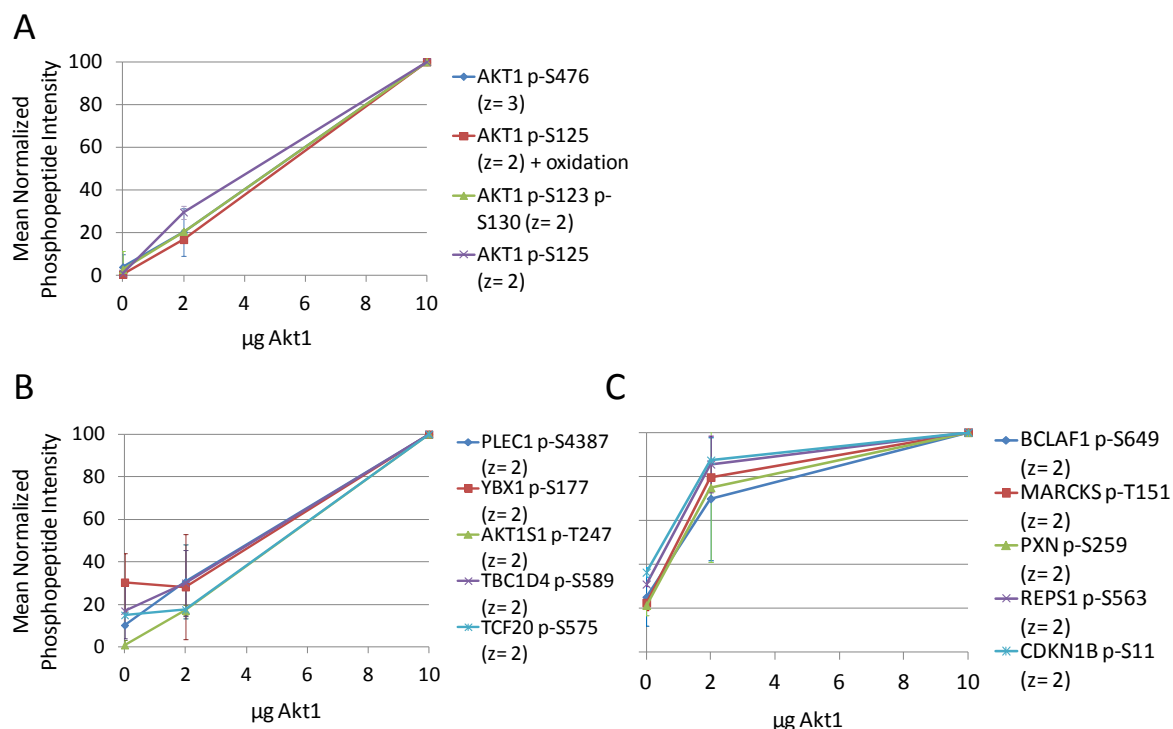 A
Mean Normalized
Phosphopeptide Intensity
100
80
60
40
20
0
0 2 4 6 8 10
µg Akt1
AKT1 p-S476
(z= 3)
AKT1 p-S125
(z= 2) + oxidation
AKT1 p-S123 p-
S130 (z= 2)
AKT1 p-S125
(z= 2)
B
Mean Normalized
Phosphopeptide Intensity
100
80
60
40
20
0
0 2 4 6 8 10
µg Akt1
PLEC1 p-S4387
(z= 2)
YBX1 p-S177
(z= 2)
AKT1S1 p-T247
(z= 2)
TBC1D4 p-S589
(z= 2)
TCF20 p-S575
(z= 2)
C
0 2 4 6 8 10
µg Akt1
BCLAF1 p-S649
(z= 2)
MARCKS p-T151
(z= 2)
PXN p-S259
(z= 2)
REPS1 p-S563
(z= 2)
CDKN1B p-S11
(z= 2)